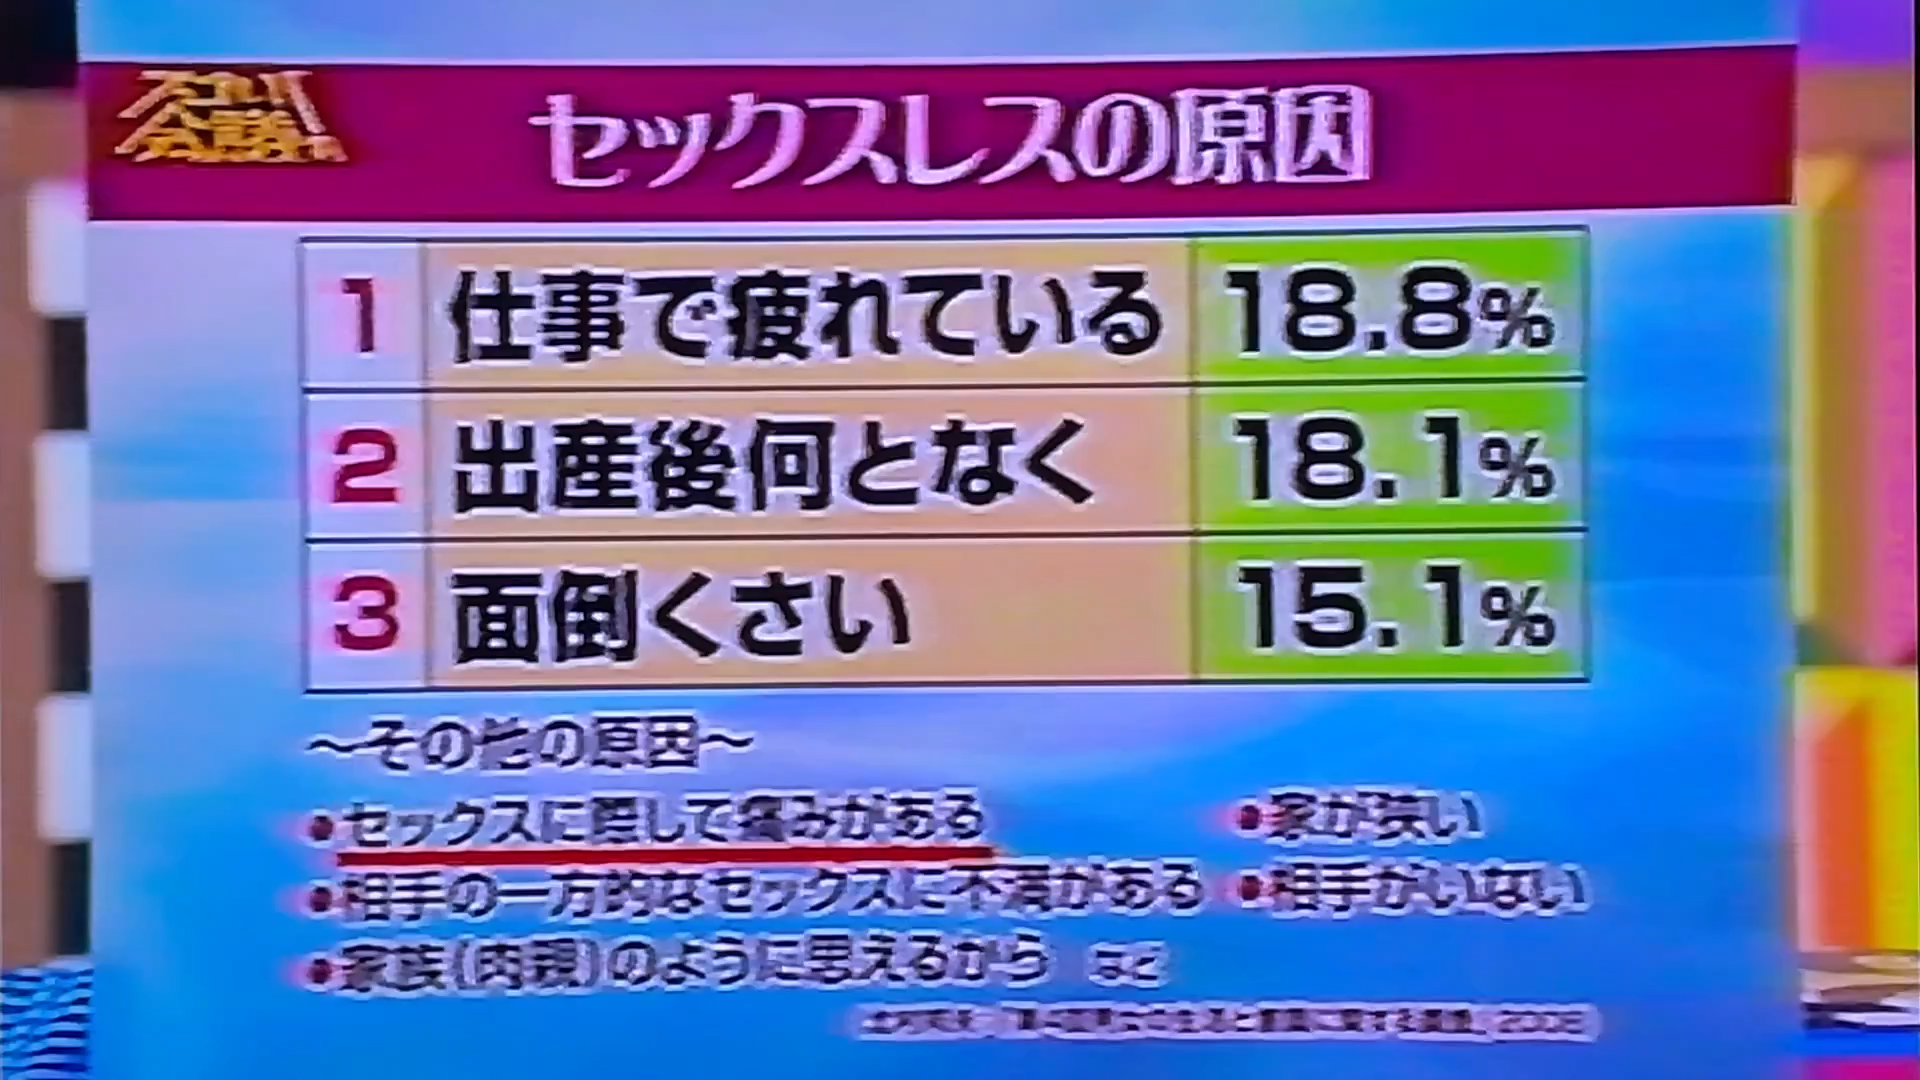 セックスレスの原因
1 仕事で疲れている 18.8%
2 出産後何となく 18.1%
3 面倒くさい 15.1%
～その他の原因～
●セックスに際して痛みがある ●家が狭い
●相手の一方的なセックスに不満がある ●相手がいない
●家族(肉親)のように思えるから など